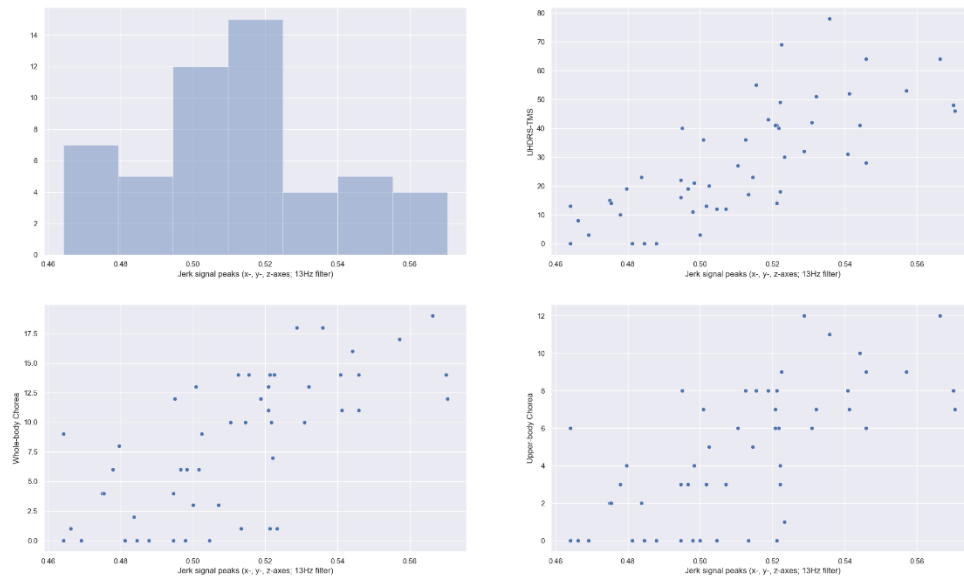 14
12
10
8
6
4
2
0
0.46 0.48 0.50 0.52 0.54 0.56
Jerk signal peaks (x-, y-, z-axes; 13Hz filter)
80
70
60
50
40
30
20
10
0
UHDRS-TMS
0.46 0.48 0.50 0.52 0.54 0.56
Jerk signal peaks (x-, y-, z-axes; 13Hz filter)
17.5
15.0
12.5
10.0
7.5
5.0
2.5
0.0
Whole-body Chorea
0.46 0.48 0.50 0.52 0.54 0.56
Jerk signal peaks (x-, y-, z-axes; 13Hz filter)
12
10
8
6
4
2
0
Upper-body Chorea
0.46 0.48 0.50 0.52 0.54 0.56
Jerk signal peaks (x-, y-, z-axes; 13Hz filter)